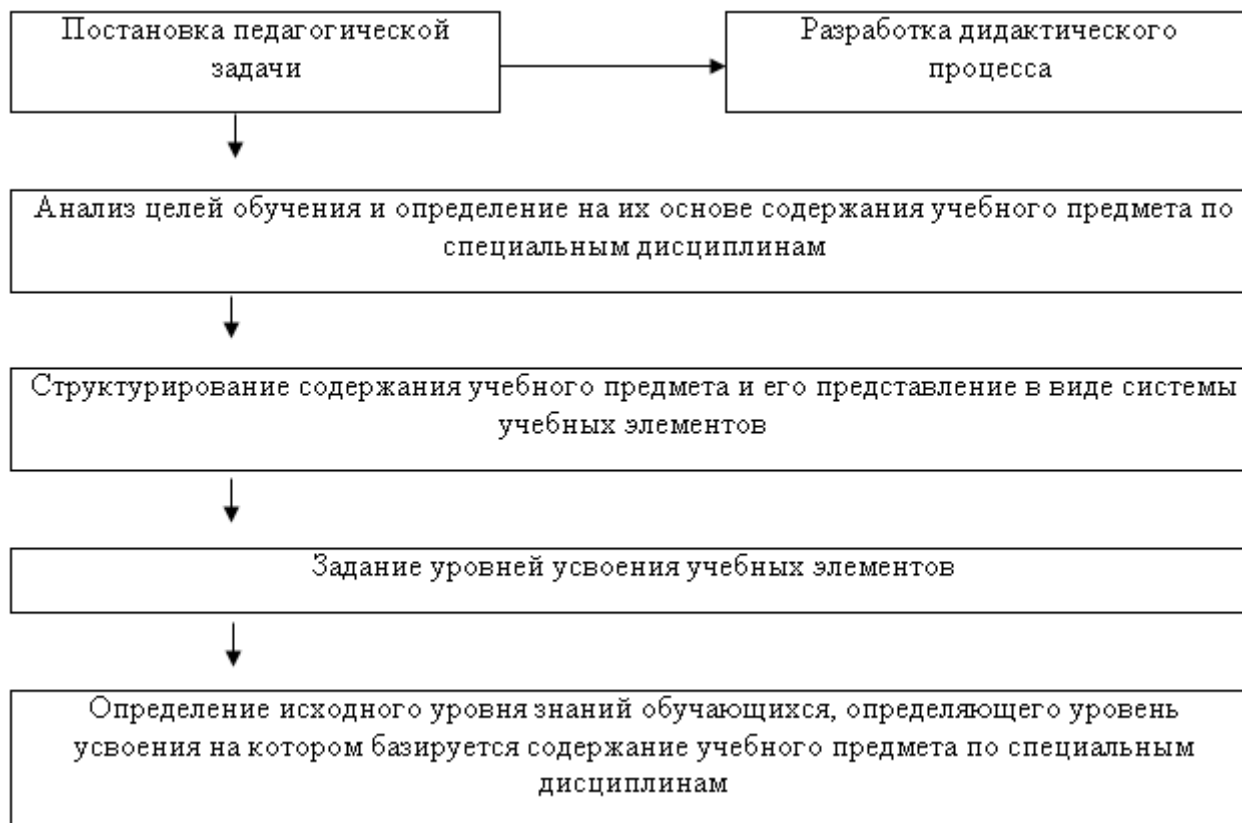 Постановка педагогической
задачи
Разработка дидактического
процесса
Анализ целей обучения и определение на их основе содержания учебного предмета по
специальным дисциплинам
Структурирование содержания учебного предмета и его представление в виде системы
учебных элементов
Задание уровней усвоения учебных элементов
Определение исходного уровня знаний обучающихся, определяющего уровень
усвоения на котором базируется содержание учебного предмета по специальным
дисциплинам